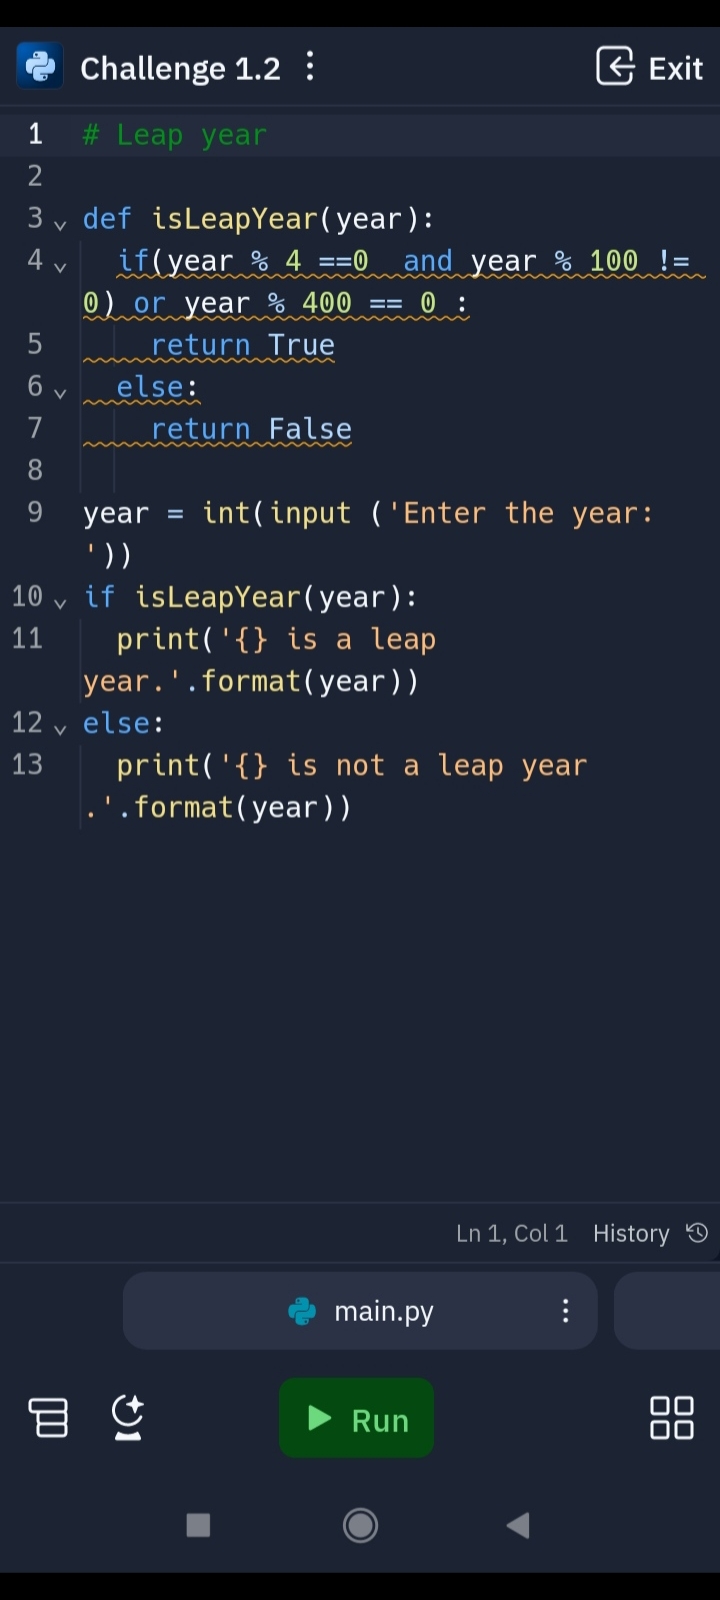 Challenge 1.2
Exit
1 # Leap year
2
3 def isLeapYear(year):
4   if(year % 4 ==0  and year % 100 !=
0) or year % 400 == 0 :
5     return True
6   else:
7     return False
8
9 year = int(input ('Enter the year:
'))
10 if isLeapYear(year):
11   print('{} is a leap
year.'.format(year))
12 else:
13   print('{} is not a leap year
.'.format(year))
Ln 1, Col 1 History
main.py
Run